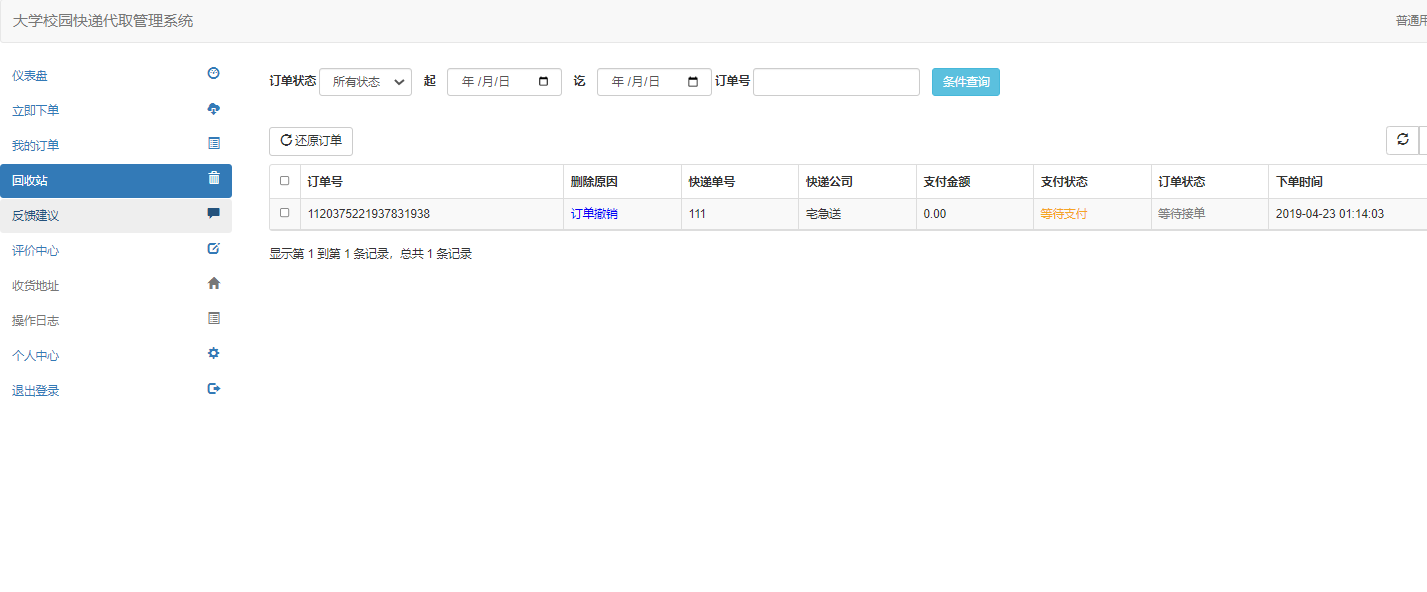 大学校园快递代取管理系统
普通用
仪表盘
立即下单
我的订单
回收站
反馈建议
评价中心
收货地址
操作日志
个人中心
退出登录
订单状态 所有状态 起 年 /月/日 迄 年 /月/日 订单号 条件查询
还原订单
订单号 删除原因 快递单号 快递公司 支付金额 支付状态 订单状态 下单时间
1120375221937831938 订单撤销 111 宅急送 0.00 等待支付 等待接单 2019-04-23 01:14:03
显示第 1 到第 1 条记录，总共 1 条记录